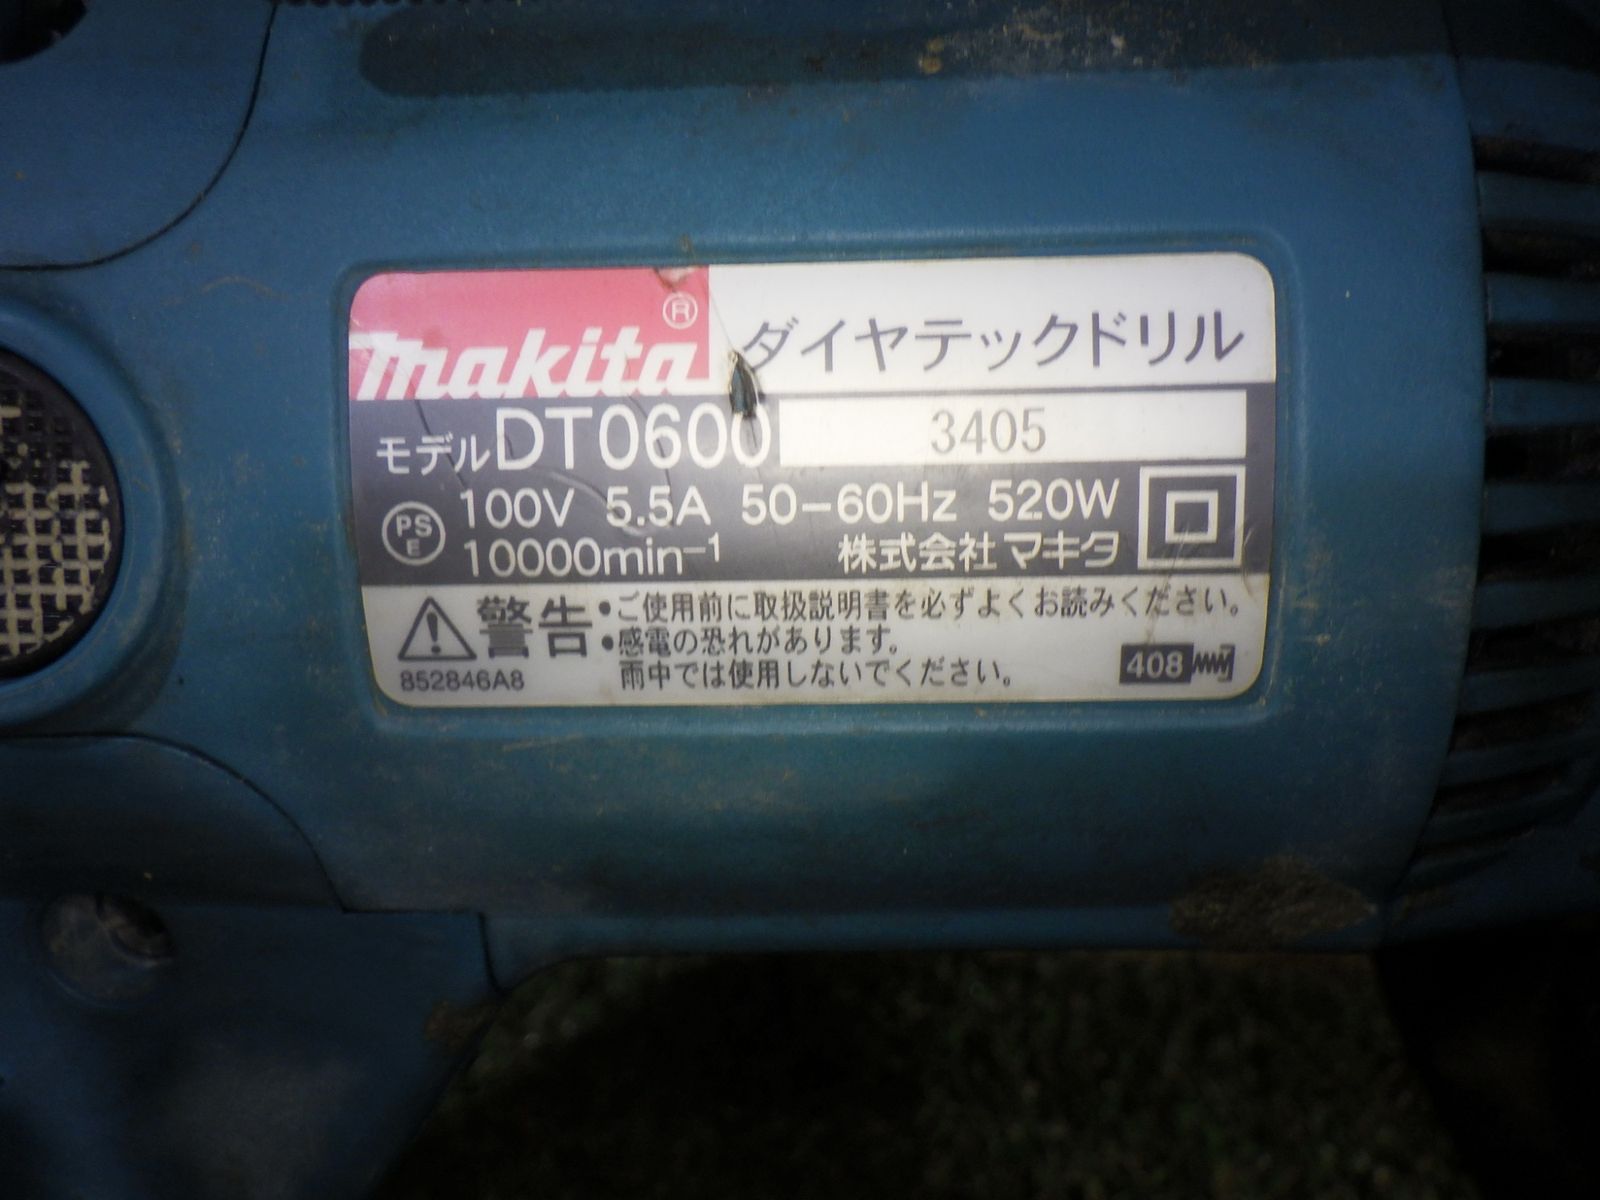 makita® ダイヤテックドリル
モデル DT0600 3405
PS E 100V 5.5A 50-60Hz 520W
10000min⁻¹ 株式会社マキタ
警告 •ご使用前に取扱説明書を必ずよくお読みください。
•感電の恐れがあります。
雨中では使用しないでください。
852846A8 408